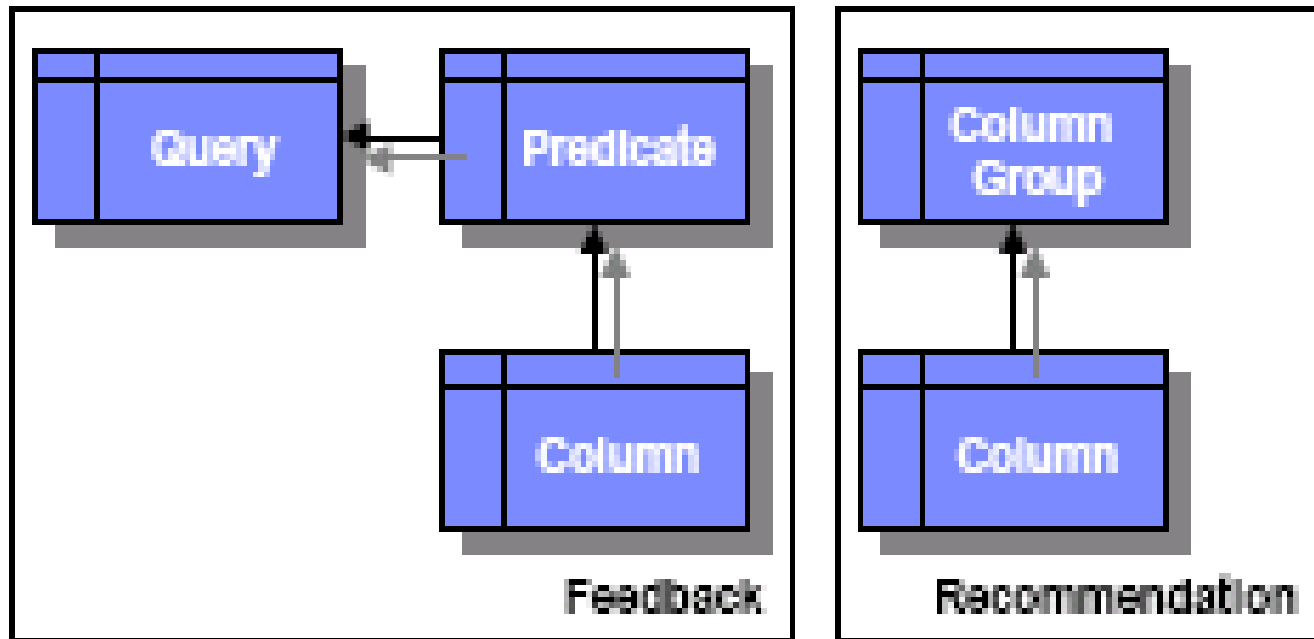 Query
Predicate
Column
Feedback
Column
Group
Column
Recommendation